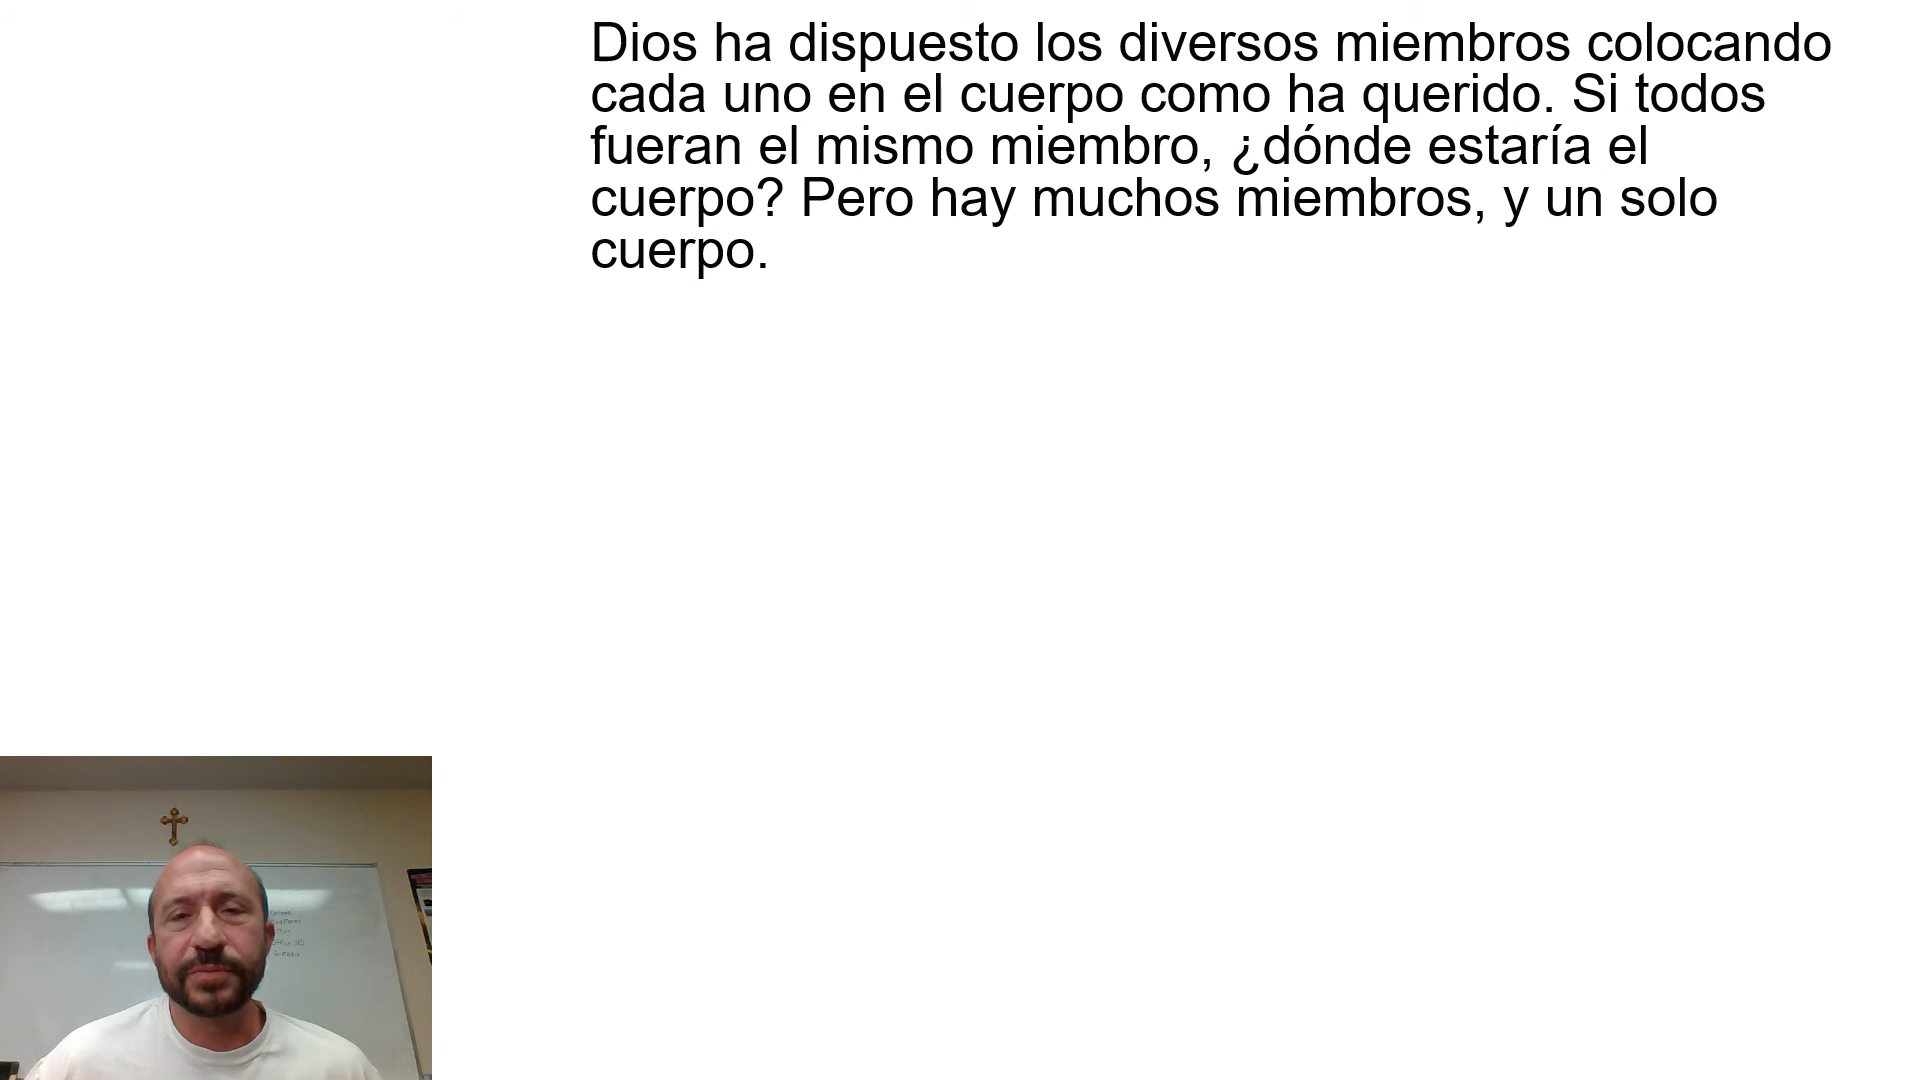 Dios ha dispuesto los diversos miembros colocando
cada uno en el cuerpo como ha querido. Si todos
fueran el mismo miembro, ¿dónde estaría el
cuerpo? Pero hay muchos miembros, y un solo
cuerpo.